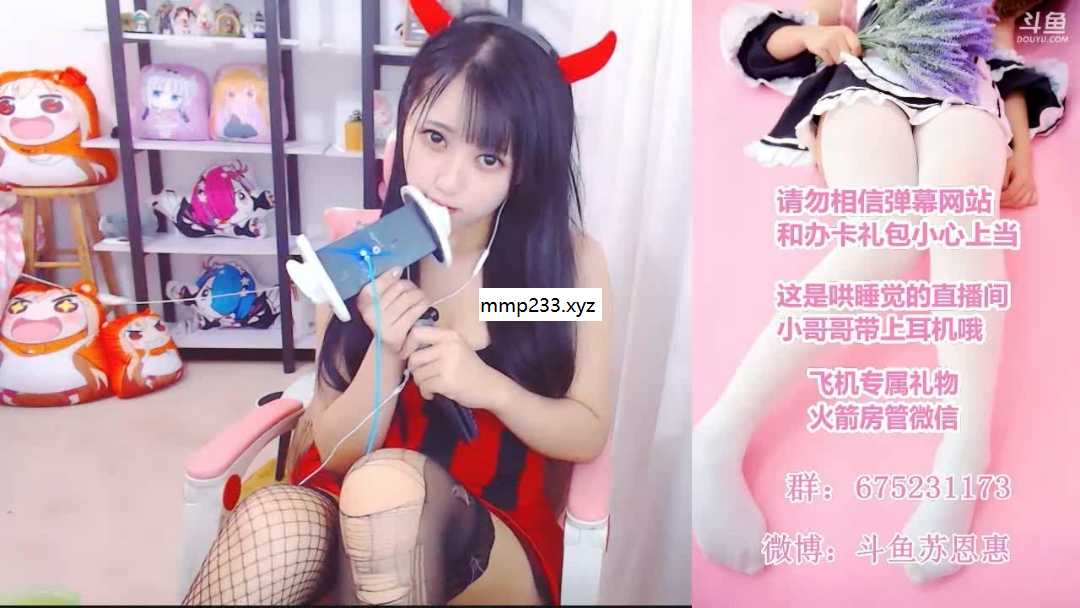 斗鱼
DOUYU.COM
mmp233.xyz
请勿相信弹幕网站
和办卡礼包小心上当
这是哄睡觉的直播间
小哥哥带上耳机哦
飞机专属礼物
火箭房管微信
群：675231173
微博：斗鱼苏恩惠